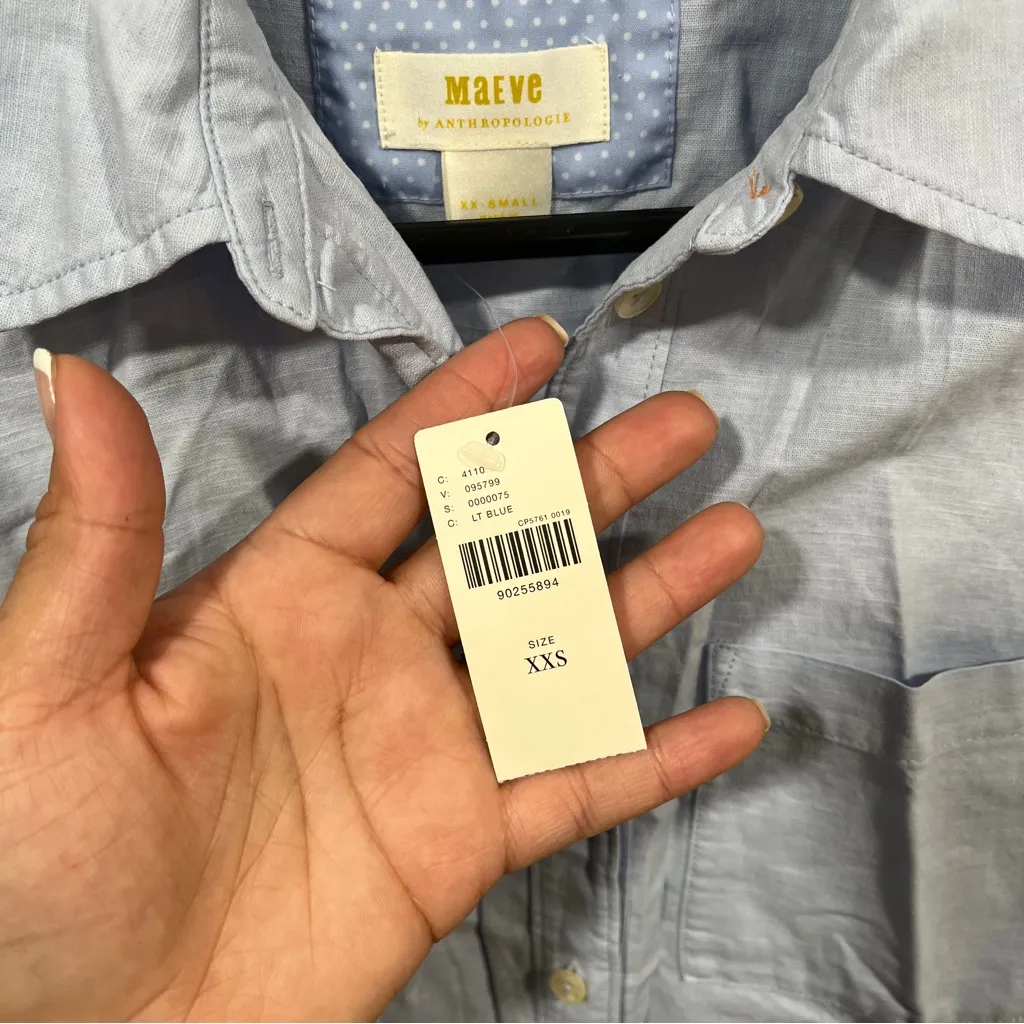 MaEVe
by ANTHROPOLOGIE
XX-SMALL
C: 4110
V: 095799
S: 0000075
C: LT BLUE
CP5761 0019
90255894
SIZE
XXS